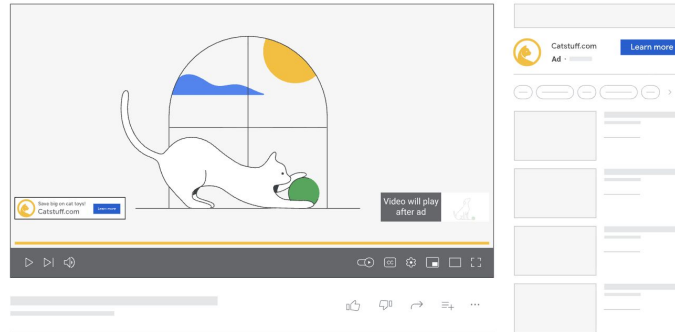 Save big on cat toys!
Catstuff.com
Learn more
Video will play
after ad
CC
Catstuff.com
Learn more
Ad